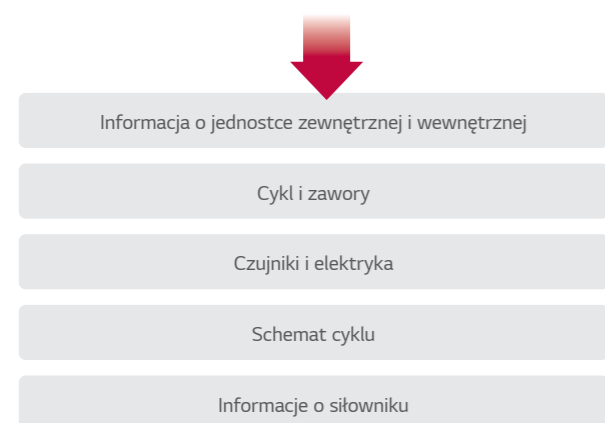 Informacja o jednostce zewnętrznej i wewnętrznej
Cykl i zawory
Czujniki i elektryka
Schemat cyklu
Informacje o siłowniku